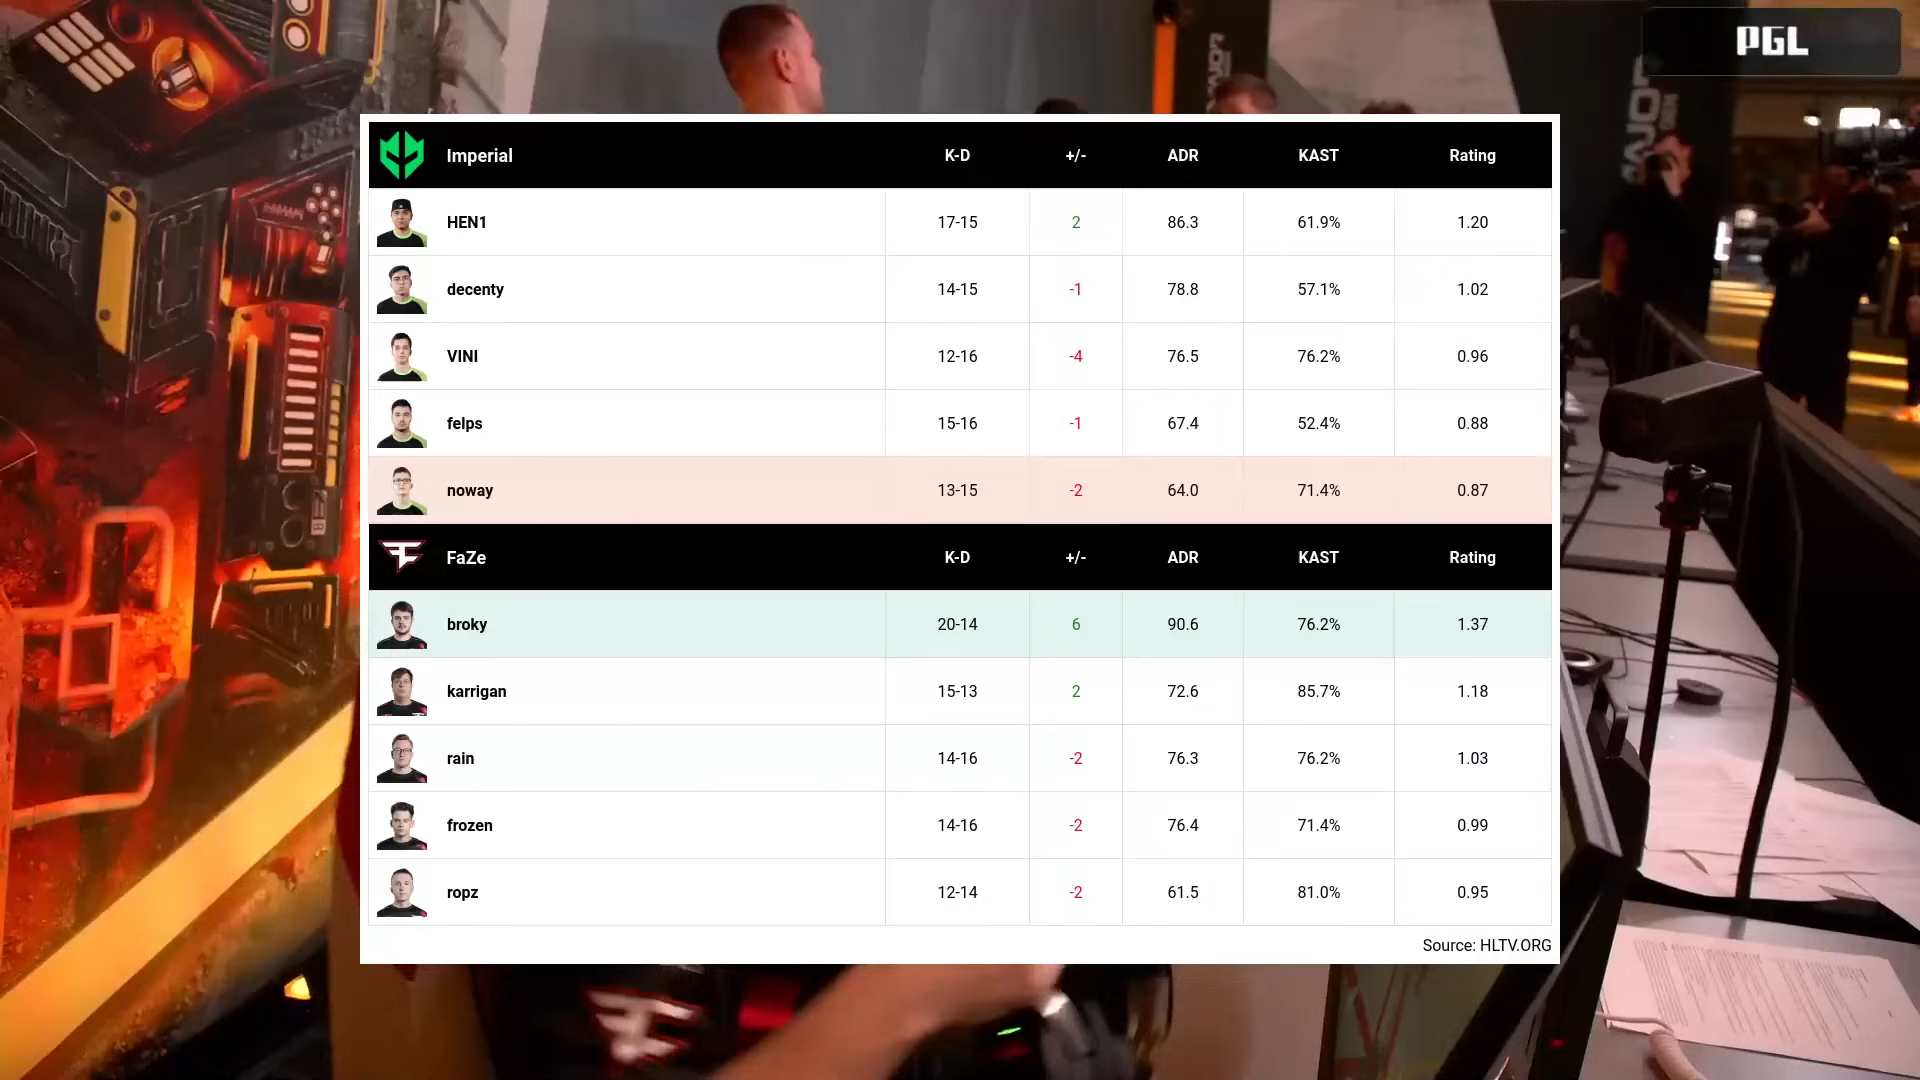 PGL
Imperial K-D +/- ADR KAST Rating
HEN1 17-15 2 86.3 61.9% 1.20
decenty 14-15 -1 78.8 57.1% 1.02
VINI 12-16 -4 76.5 76.2% 0.96
felps 15-16 -1 67.4 52.4% 0.88
noway 13-15 -2 64.0 71.4% 0.87
FaZe K-D +/- ADR KAST Rating
broky 20-14 6 90.6 76.2% 1.37
karrigan 15-13 2 72.6 85.7% 1.18
rain 14-16 -2 76.3 76.2% 1.03
frozen 14-16 -2 76.4 71.4% 0.99
ropz 12-14 -2 61.5 81.0% 0.95
Source: HLTV.ORG